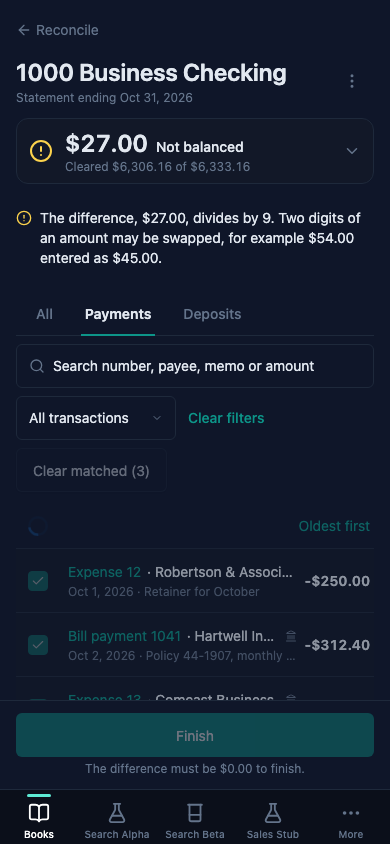 Reconcile
1000 Business Checking
Statement ending Oct 31, 2026
$27.00 Not balanced
Cleared $6,306.16 of $6,333.16
The difference, $27.00, divides by 9. Two digits of
an amount may be swapped, for example $54.00
entered as $45.00.
All Payments Deposits
Search number, payee, memo or amount
All transactions Clear filters
Clear matched (3)
Oldest first
Expense 12 · Robertson & Associ... -$250.00
Oct 1, 2026 · Retainer for October
Bill payment 1041 · Hartwell In... -$312.40
Oct 2, 2026 · Policy 44-1907, monthly ...
Expense 13 · Comcast Business
Finish
The difference must be $0.00 to finish.
Books Search Alpha Search Beta Sales Stub More